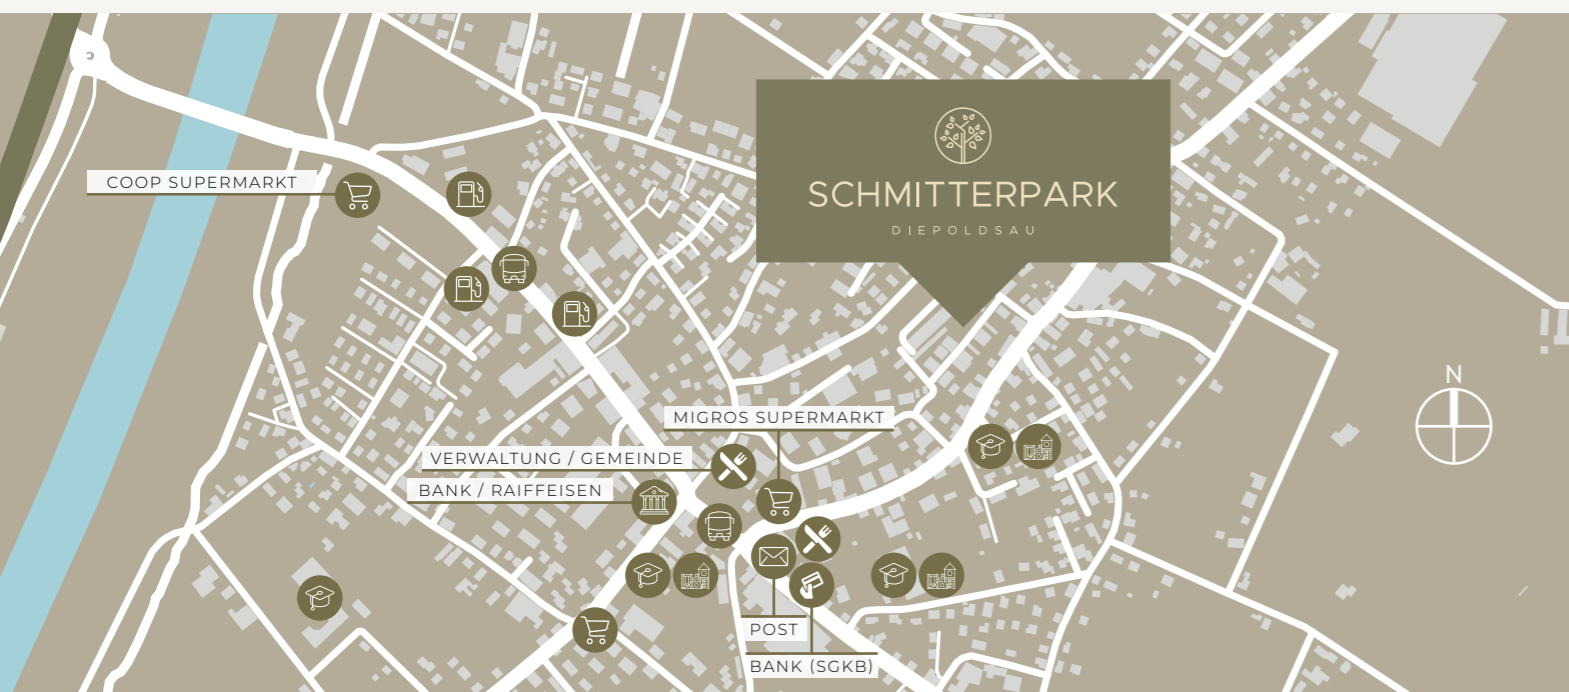 COOP SUPERMARKT
SCHMITTERPARK
DIEPOLDSAU
N
MIGROS SUPERMARKT
VERWALTUNG / GEMEINDE
BANK / RAIFFEISEN
POST
BANK (SGKB)